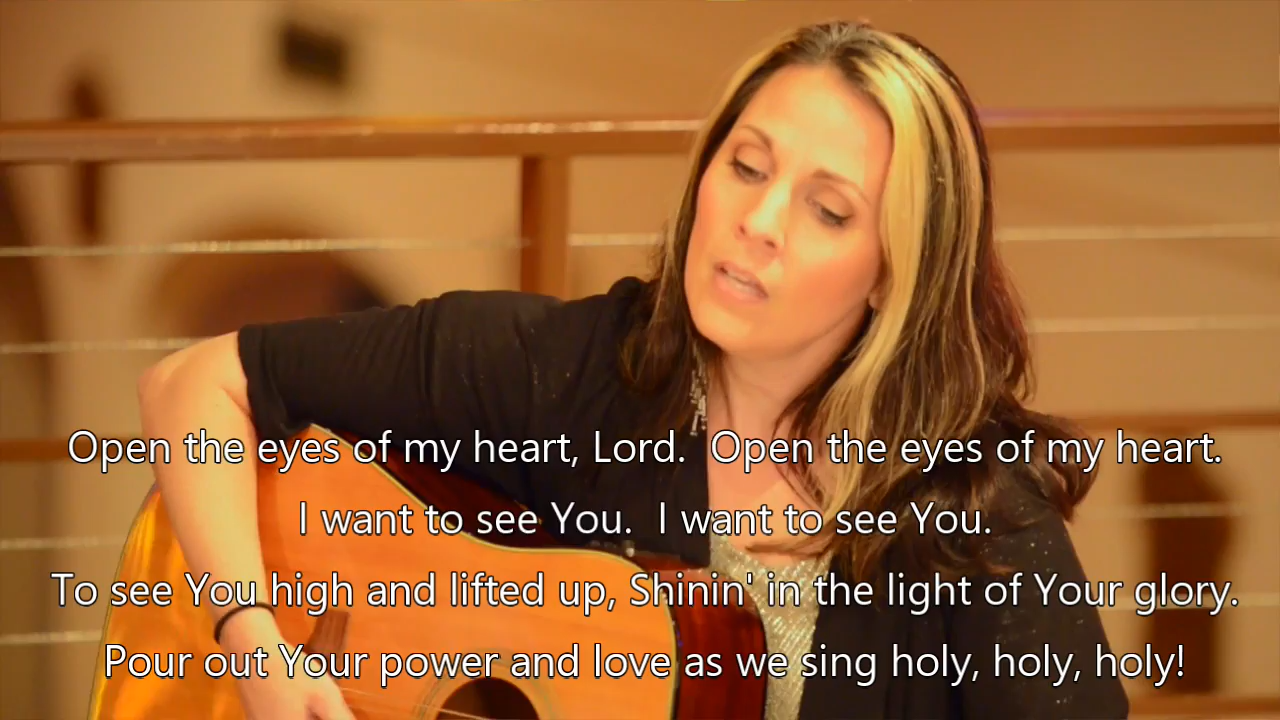 Open the eyes of my heart, Lord.  Open the eyes of my heart.
I want to see You.  I want to see You.
To see You high and lifted up, Shinin' in the light of Your glory.
Pour out Your power and love as we sing holy, holy, holy!